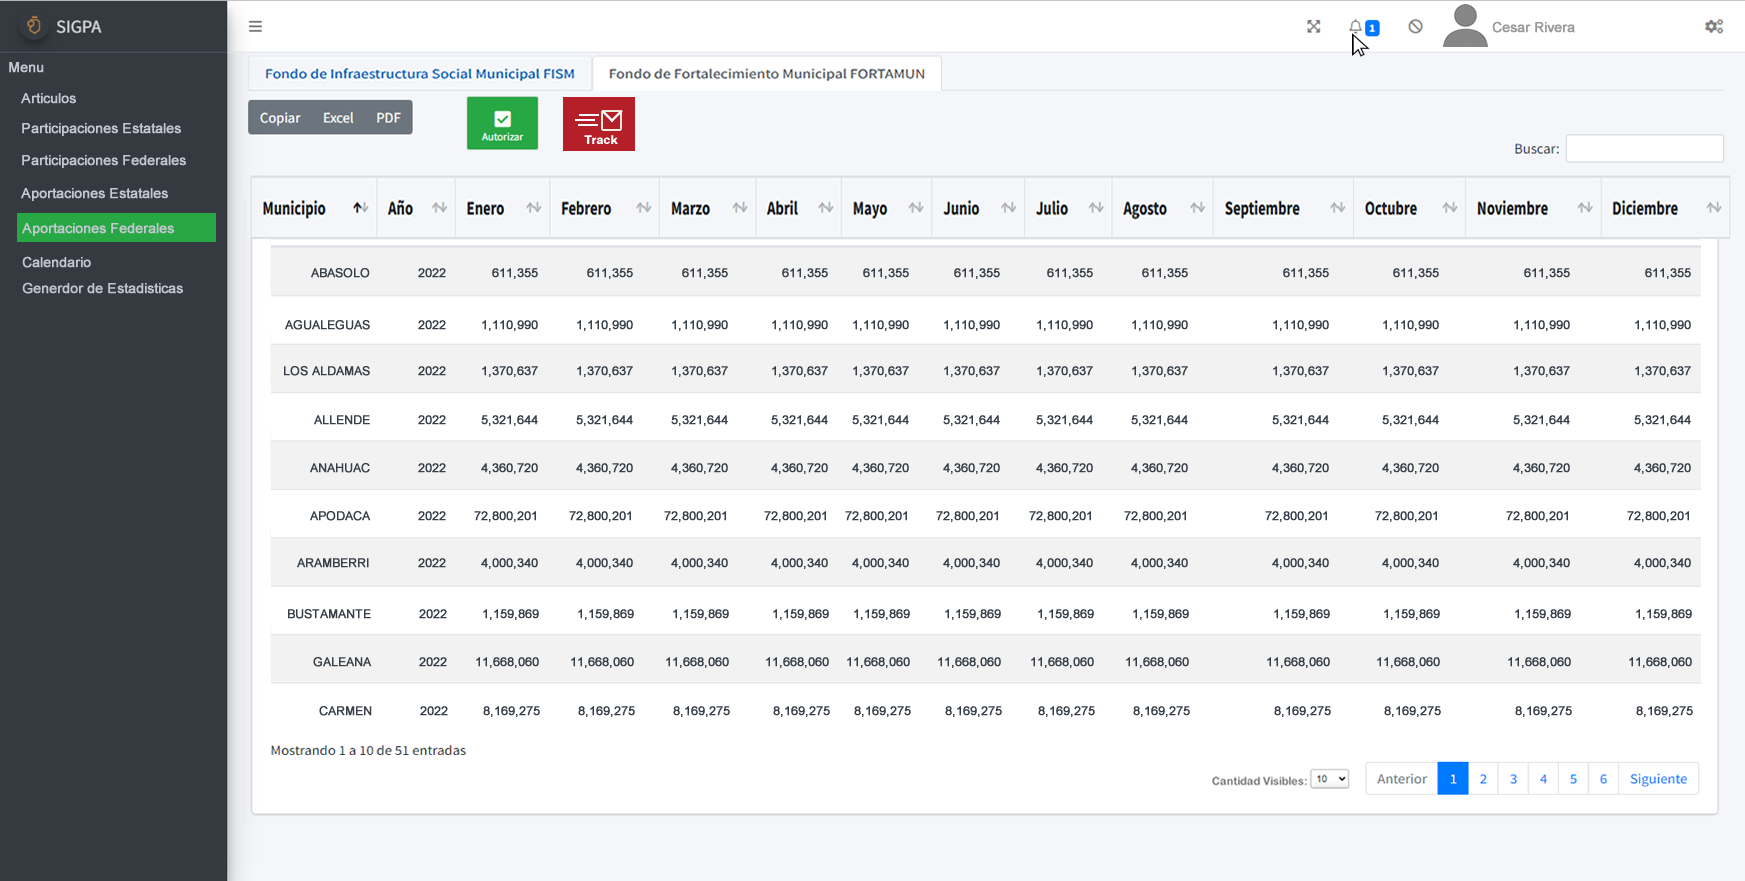 SIGPA
1
Cesar Rivera
Menu
Articulos
Participaciones Estatales
Participaciones Federales
Aportaciones Estatales
Aportaciones Federales
Calendario
Generdor de Estadisticas
Fondo de Infraestructura Social Municipal FISM
Fondo de Fortalecimiento Municipal FORTAMUN
Copiar Excel PDF
Autorizar
Track
Buscar:
Municipio Año Enero Febrero Marzo Abril Mayo Junio Julio Agosto Septiembre Octubre Noviembre Diciembre
ABASOLO 2022 611,355 611,355 611,355 611,355 611,355 611,355 611,355 611,355 611,355 611,355 611,355 611,355
AGUALEGUAS 2022 1,110,990 1,110,990 1,110,990 1,110,990 1,110,990 1,110,990 1,110,990 1,110,990 1,110,990 1,110,990 1,110,990 1,110,990
LOS ALDAMAS 2022 1,370,637 1,370,637 1,370,637 1,370,637 1,370,637 1,370,637 1,370,637 1,370,637 1,370,637 1,370,637 1,370,637 1,370,637
ALLENDE 2022 5,321,644 5,321,644 5,321,644 5,321,644 5,321,644 5,321,644 5,321,644 5,321,644 5,321,644 5,321,644 5,321,644 5,321,644
ANAHUAC 2022 4,360,720 4,360,720 4,360,720 4,360,720 4,360,720 4,360,720 4,360,720 4,360,720 4,360,720 4,360,720 4,360,720 4,360,720
APODACA 2022 72,800,201 72,800,201 72,800,201 72,800,201 72,800,201 72,800,201 72,800,201 72,800,201 72,800,201 72,800,201 72,800,201 72,800,201
ARAMBERRI 2022 4,000,340 4,000,340 4,000,340 4,000,340 4,000,340 4,000,340 4,000,340 4,000,340 4,000,340 4,000,340 4,000,340 4,000,340
BUSTAMANTE 2022 1,159,869 1,159,869 1,159,869 1,159,869 1,159,869 1,159,869 1,159,869 1,159,869 1,159,869 1,159,869 1,159,869 1,159,869
GALEANA 2022 11,668,060 11,668,060 11,668,060 11,668,060 11,668,060 11,668,060 11,668,060 11,668,060 11,668,060 11,668,060 11,668,060 11,668,060
CARMEN 2022 8,169,275 8,169,275 8,169,275 8,169,275 8,169,275 8,169,275 8,169,275 8,169,275 8,169,275 8,169,275 8,169,275 8,169,275
Mostrando 1 a 10 de 51 entradas
Cantidad Visibles: 10
Anterior 1 2 3 4 5 6 Siguiente